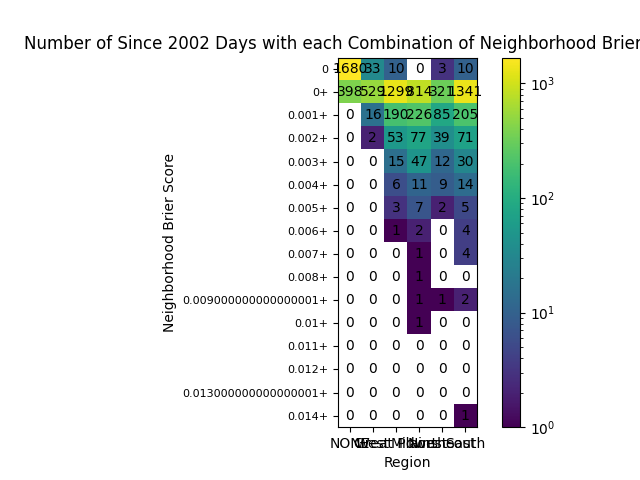 Number of Since 2002 Days with each Combination of Neighborhood Brier
Neighborhood Brier Score
0 1680 33 10 0 3 10
0+ 398 529 1299 814 321 1341
0.001+ 0 16 190 226 85 205
0.002+ 0 2 53 77 39 71
0.003+ 0 0 15 47 12 30
0.004+ 0 0 6 11 9 14
0.005+ 0 0 3 7 2 5
0.006+ 0 0 1 2 0 4
0.007+ 0 0 0 1 0 4
0.008+ 0 0 0 1 0 0
0.009000000000000001+ 0 0 0 1 1 2
0.01+ 0 0 0 1 0 0
0.011+ 0 0 0 0 0 0
0.012+ 0 0 0 0 0 0
0.013000000000000001+ 0 0 0 0 0 0
0.014+ 0 0 0 0 0 1
Region
10³
10²
10¹
10⁰